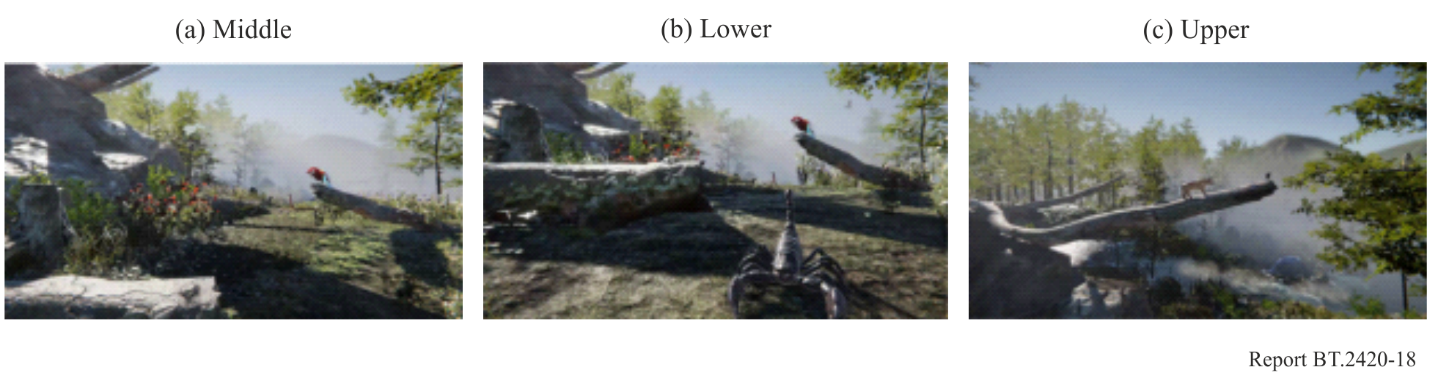 (a) Middle
(b) Lower
(c) Upper
Report BT.2420-18